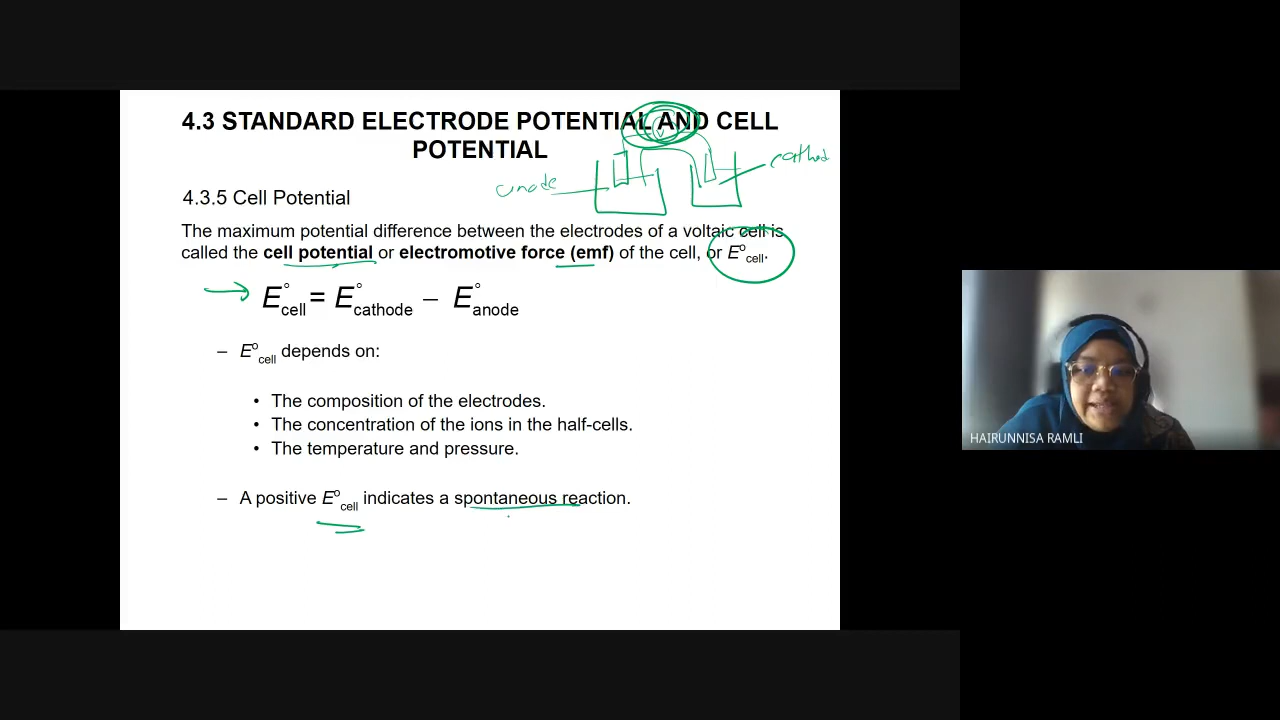 4.3 STANDARD ELECTRODE POTENTIAL AND CELL
POTENTIAL
v
cathod
anode
4.3.5 Cell Potential
The maximum potential difference between the electrodes of a voltaic cell is
called the cell potential or electromotive force (emf) of the cell, or E°cell.
E°cell = E°cathode – E°anode
– E°cell depends on:
• The composition of the electrodes.
• The concentration of the ions in the half-cells.
• The temperature and pressure.
– A positive E°cell indicates a spontaneous reaction.
HAIRUNNISA RAMLI